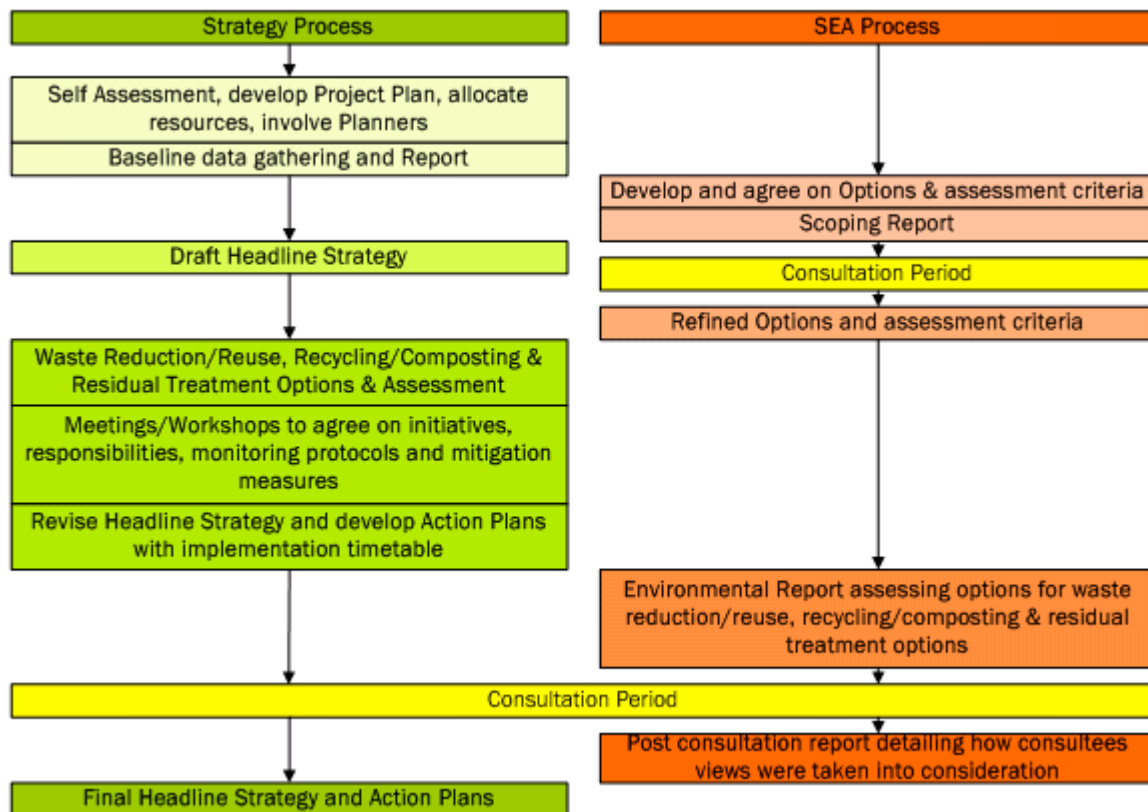 Strategy Process
Self Assessment, develop Project Plan, allocate
resources, involve Planners
Baseline data gathering and Report
Draft Headline Strategy
Waste Reduction/Reuse, Recycling/Composting &
Residual Treatment Options & Assessment
Meetings/Workshops to agree on initiatives,
responsibilities, monitoring protocols and mitigation
measures
Revise Headline Strategy and develop Action Plans
with implementation timetable
SEA Process
Develop and agree on Options & assessment criteria
Scoping Report
Consultation Period
Refined Options and assessment criteria
Environmental Report assessing options for waste
reduction/reuse, recycling/composting & residual
treatment options
Consultation Period
Post consultation report detailing how consultees
views were taken into consideration
Final Headline Strategy and Action Plans